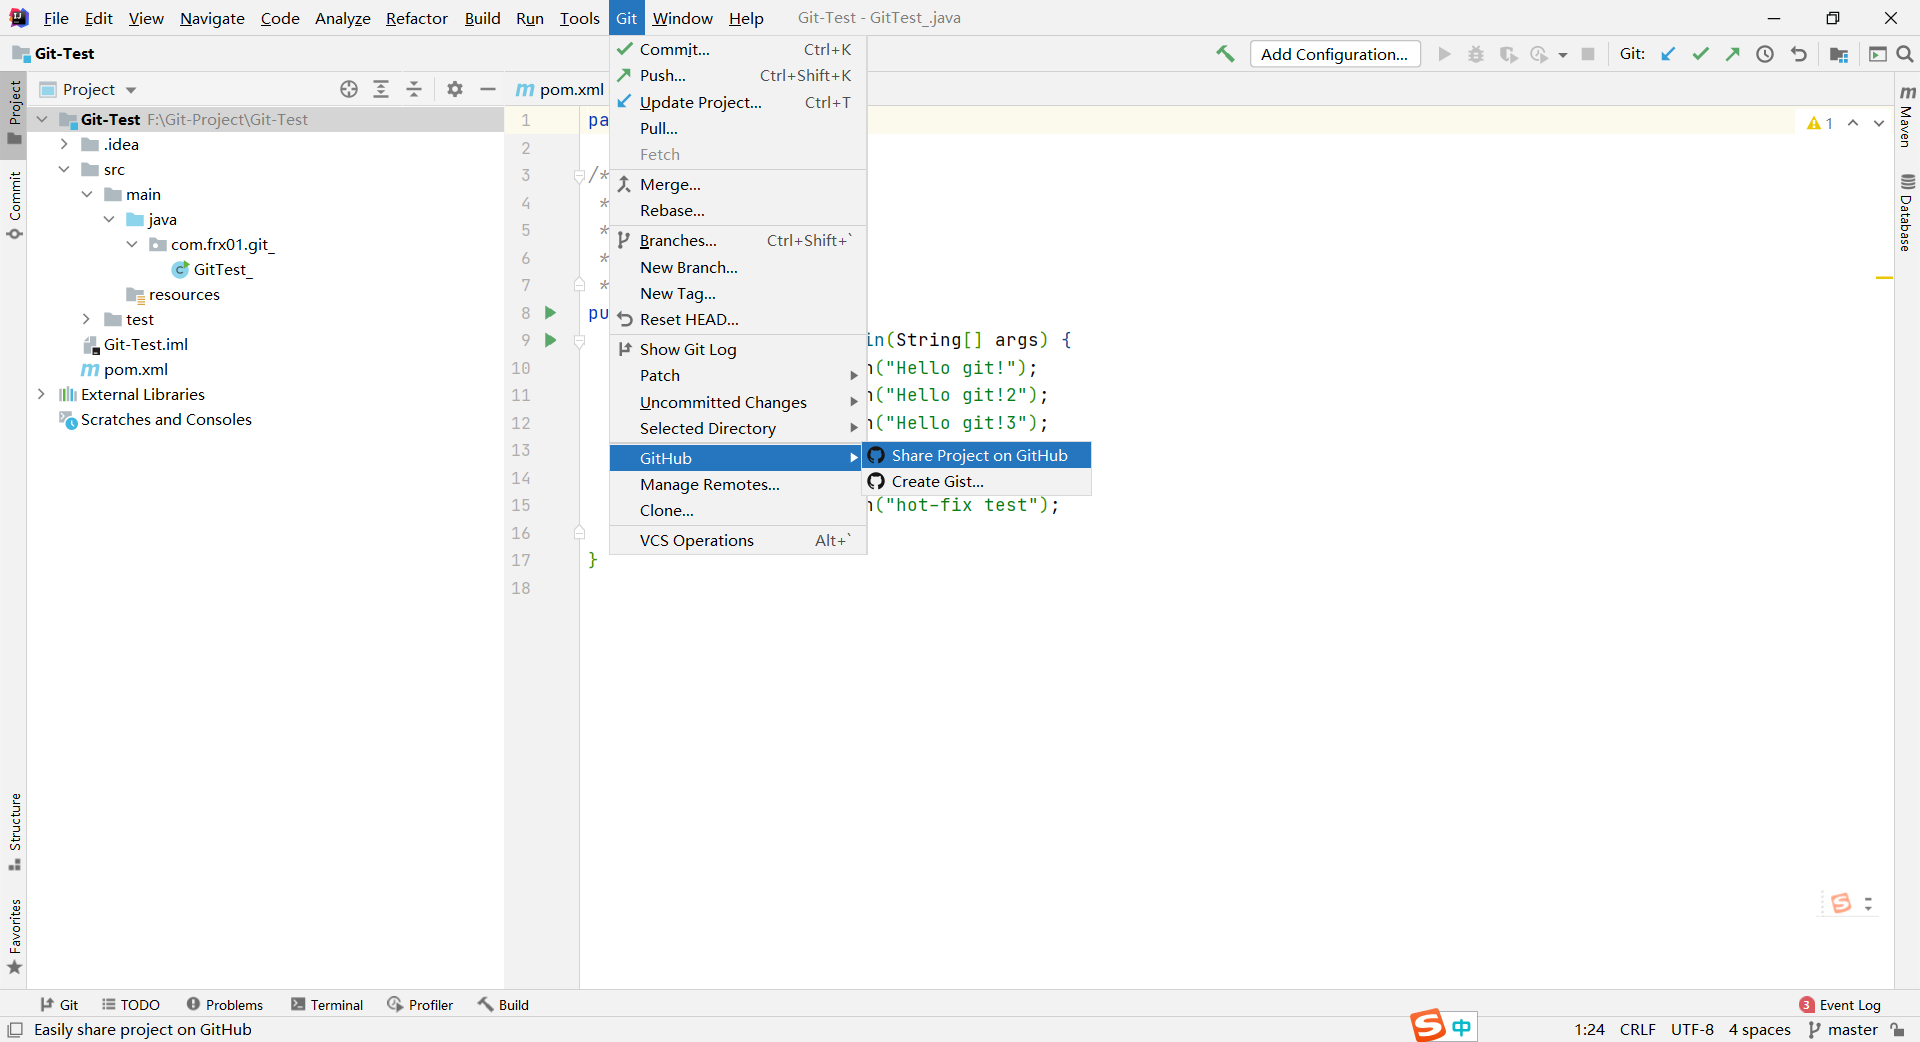 File Edit View Navigate Code Analyze Refactor Build Run Tools Git Window Help Git-Test - GitTest_.java
Git-Test
Add Configuration...
Git:
Project
pom.xml
Git-Test F:\Git-Project\Git-Test
.idea
src
main
java
com.frx01.git_
GitTest_
resources
test
Git-Test.iml
pom.xml
External Libraries
Scratches and Consoles
Project
Commit
Structure
Favorites
Commit... Ctrl+K
Push... Ctrl+Shift+K
Update Project... Ctrl+T
Pull...
Fetch
Merge...
Rebase...
Branches... Ctrl+Shift+`
New Branch...
New Tag...
Reset HEAD...
Show Git Log
Patch
Uncommitted Changes
Selected Directory
GitHub
Manage Remotes...
Clone...
VCS Operations Alt+`
Share Project on GitHub
Create Gist...
1 pa
2
3 /*
4 *
5 *
6 *
7 *
8 pu
9 in(String[] args) {
10 n("Hello git!");
11 n("Hello git!2");
12 n("Hello git!3");
13
14
15 n("hot-fix test");
16
17 }
18
1
Maven
Database
Git TODO Problems Terminal Profiler Build
3 Event Log
Easily share project on GitHub
中
1:24 CRLF UTF-8 4 spaces master